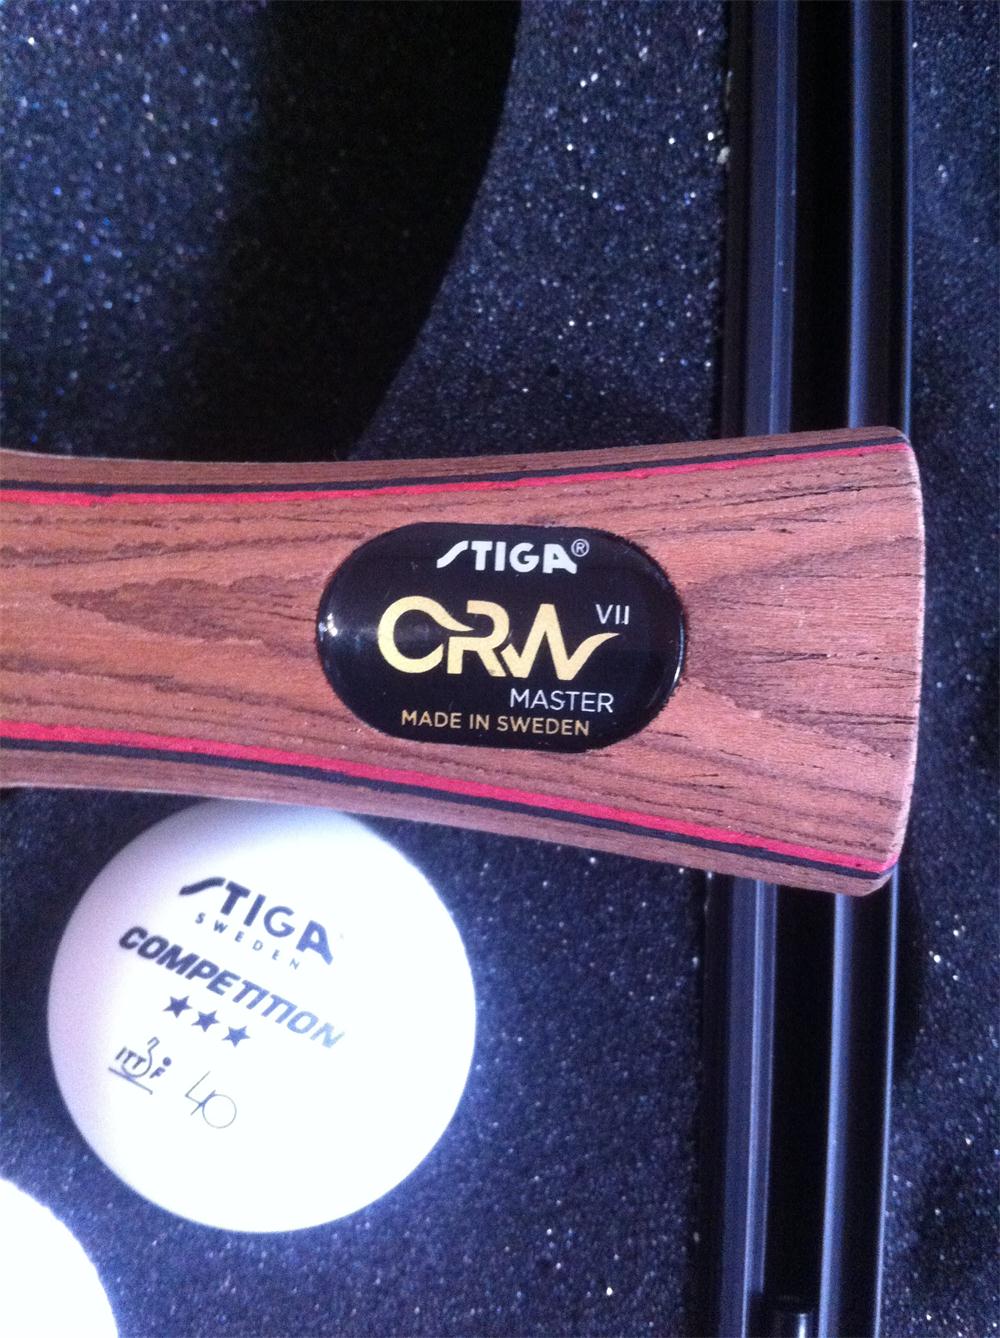 STIGA®
CRW VII
MASTER
MADE IN SWEDEN
STIGA
SWEDEN
COMPETITION
ITTF 40